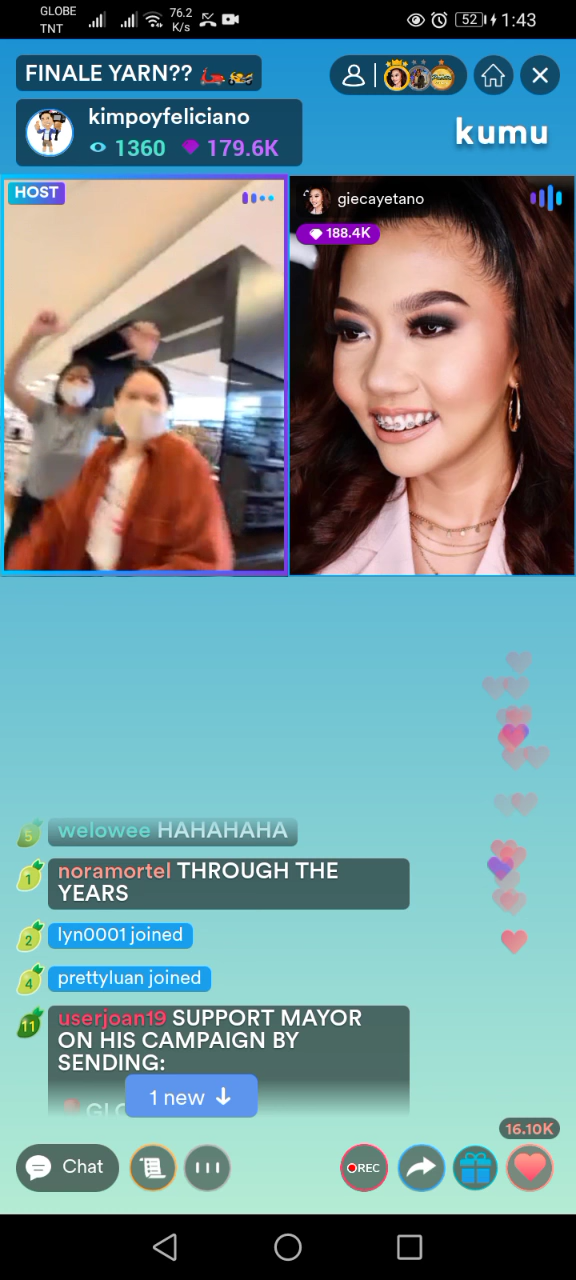 GLOBE
TNT
76.2
K/s
52
1:43
FINALE YARN??
kimpoyfeliciano
1360
179.6K
kumu
HOST
giecayetano
188.4K
5
welowee HAHAHAHA
1
noramortel THROUGH THE
YEARS
2
lyn0001 joined
4
prettyluan joined
11
userjoan19 SUPPORT MAYOR
ON HIS CAMPAIGN BY
SENDING:
1 new
16.10K
Chat
REC